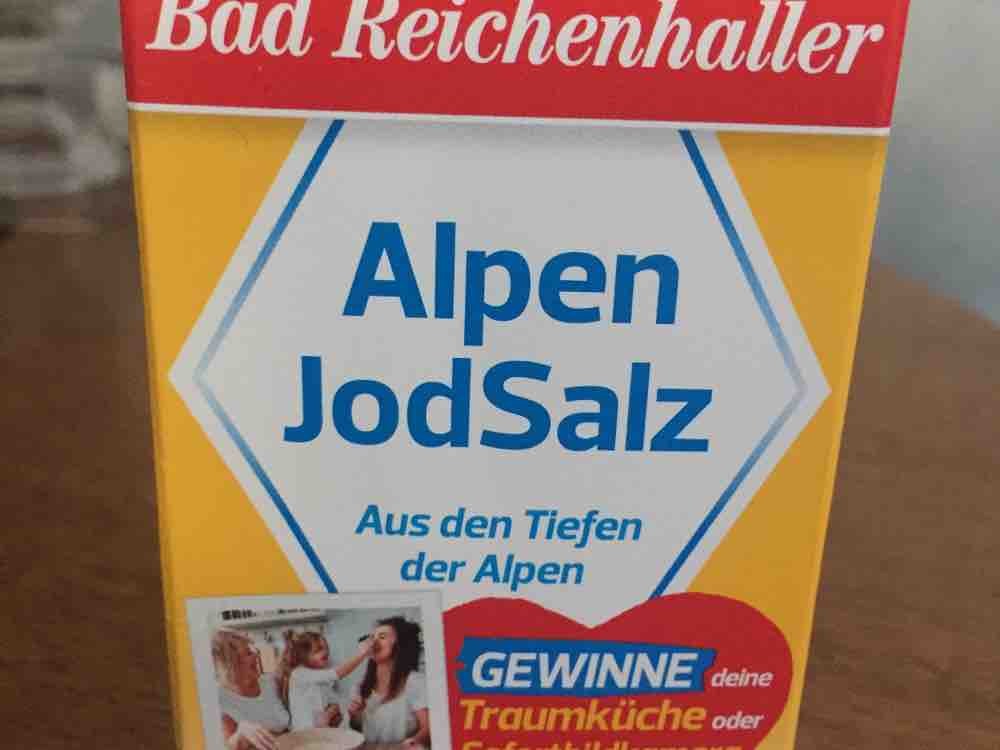 Bad Reichenhaller
Alpen
JodSalz
Aus den Tiefen
der Alpen
GEWINNE deine
Traumküche oder